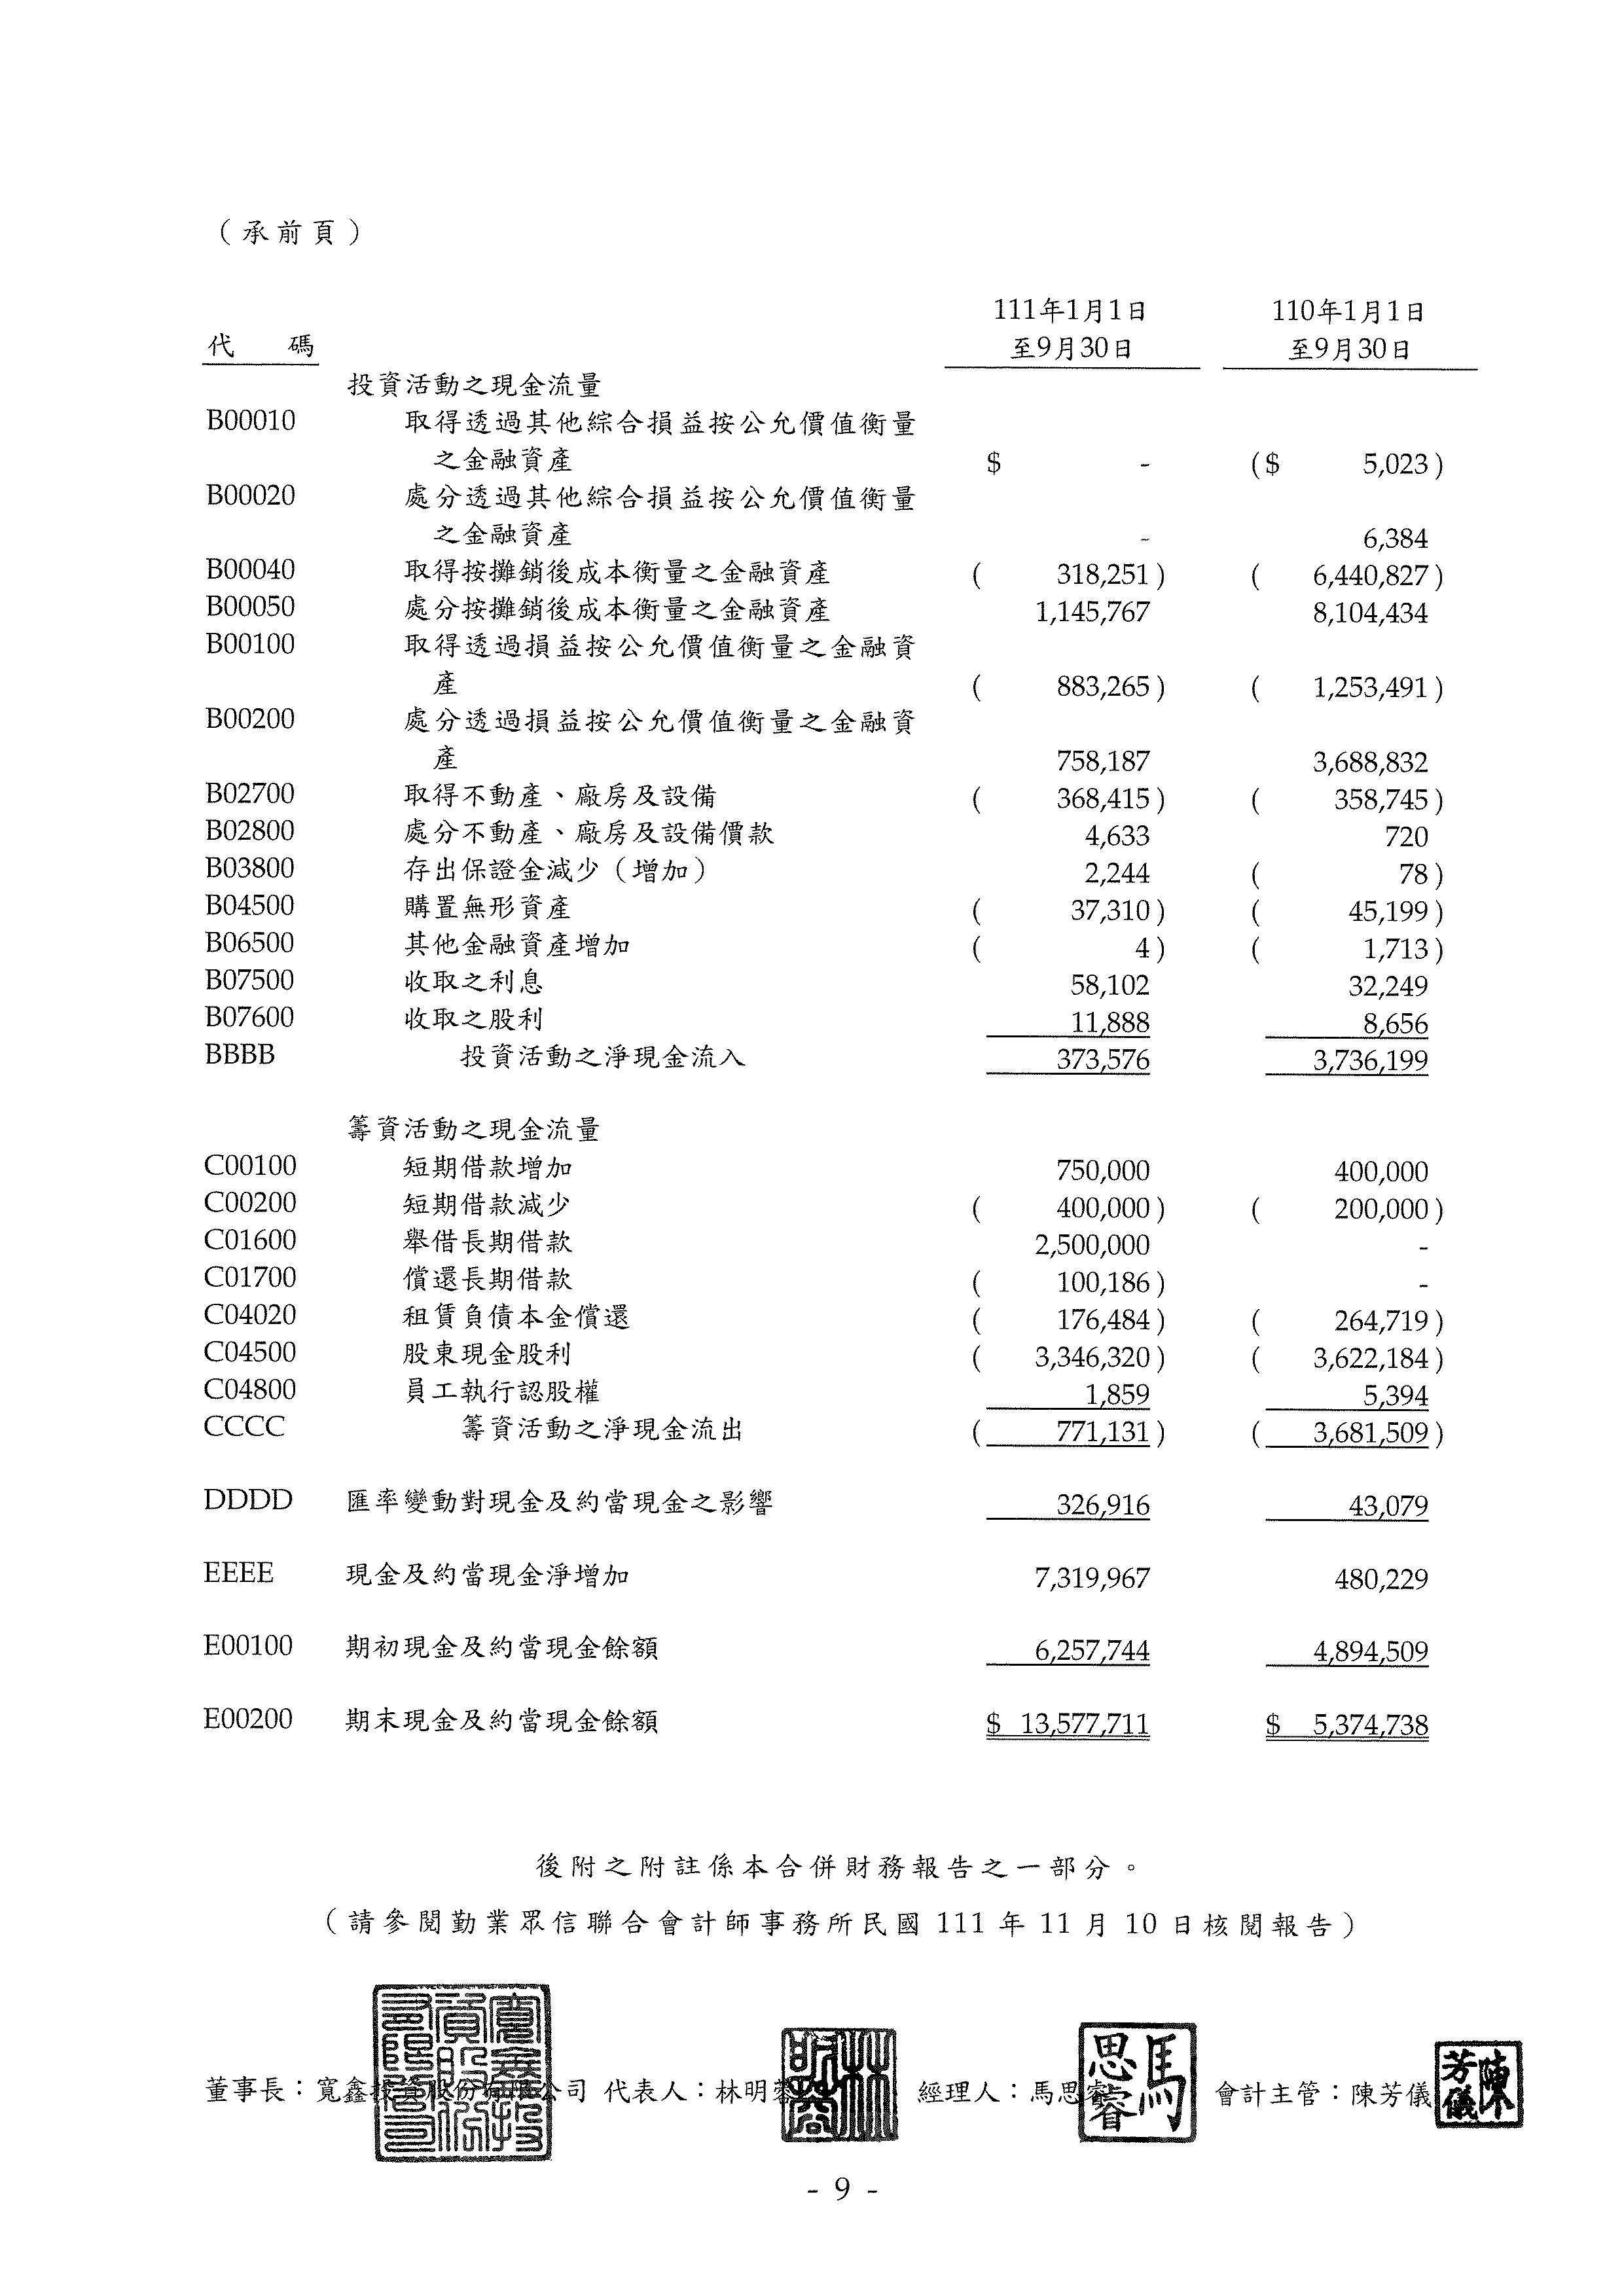 （承前頁）
111年1月1日 110年1月1日
代 碼 至9月30日 至9月30日
投資活動之現金流量
B00010 取得透過其他綜合損益按公允價值衡量
之金融資產 $ - ($ 5,023)
B00020 處分透過其他綜合損益按公允價值衡量
之金融資產 - 6,384
B00040 取得按攤銷後成本衡量之金融資產 ( 318,251) ( 6,440,827)
B00050 處分按攤銷後成本衡量之金融資產 1,145,767 8,104,434
B00100 取得透過損益按公允價值衡量之金融資
產 ( 883,265) ( 1,253,491)
B00200 處分透過損益按公允價值衡量之金融資
產 758,187 3,688,832
B02700 取得不動產、廠房及設備 ( 368,415) ( 358,745)
B02800 處分不動產、廠房及設備價款 4,633 720
B03800 存出保證金減少（增加） 2,244 ( 78)
B04500 購置無形資產 ( 37,310) ( 45,199)
B06500 其他金融資產增加 ( 4) ( 1,713)
B07500 收取之利息 58,102 32,249
B07600 收取之股利 11,888 8,656
BBBB 投資活動之淨現金流入 373,576 3,736,199
籌資活動之現金流量
C00100 短期借款增加 750,000 400,000
C00200 短期借款減少 ( 400,000) ( 200,000)
C01600 舉借長期借款 2,500,000 -
C01700 償還長期借款 ( 100,186) -
C04020 租賃負債本金償還 ( 176,484) ( 264,719)
C04500 股東現金股利 ( 3,346,320) ( 3,622,184)
C04800 員工執行認股權 1,859 5,394
CCCC 籌資活動之淨現金流出 ( 771,131) ( 3,681,509)
DDDD 匯率變動對現金及約當現金之影響 326,916 43,079
EEEE 現金及約當現金淨增加 7,319,967 480,229
E00100 期初現金及約當現金餘額 6,257,744 4,894,509
E00200 期末現金及約當現金餘額 $ 13,577,711 $ 5,374,738
後附之附註係本合併財務報告之一部分。
（請參閱勤業眾信聯合會計師事務所民國 111 年 11 月 10 日核閱報告）
董事長：寬鑫投資股份有限公司 代表人：林明蓉 經理人：馬思睿 會計主管：陳芳儀
馬思睿
陳芳儀
- 9 -